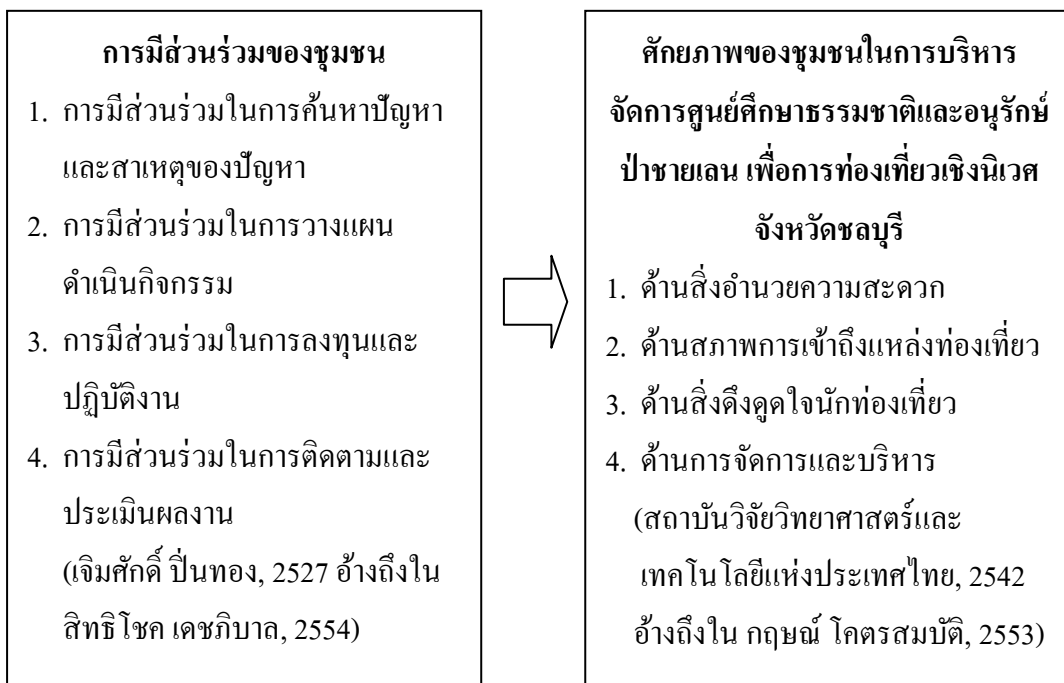 การมีส่วนร่วมของชุมชน
1. การมีส่วนร่วมในการค้นหาปัญหา
และสาเหตุของปัญหา
2. การมีส่วนร่วมในการวางแผน
ดำเนินกิจกรรม
3. การมีส่วนร่วมในการลงทุนและ
ปฏิบัติงาน
4. การมีส่วนร่วมในการติดตามและ
ประเมินผลงาน
(เจิมศักดิ์ ปิ่นทอง, 2527 อ้างถึงใน
สิทธิโชค เดชภิบาล, 2554)
ศักยภาพของชุมชนในการบริหาร
จัดการศูนย์ศึกษาธรรมชาติและอนุรักษ์
ป่าชายเลน เพื่อการท่องเที่ยวเชิงนิเวศ
จังหวัดชลบุรี
1. ด้านสิ่งอำนวยความสะดวก
2. ด้านสภาพการเข้าถึงแหล่งท่องเที่ยว
3. ด้านสิ่งดึงดูดใจนักท่องเที่ยว
4. ด้านการจัดการและบริหาร
(สถาบันวิจัยวิทยาศาสตร์และ
เทคโนโลยีแห่งประเทศไทย, 2542
อ้างถึงใน กฤษณ์ โคตรสมบัติ, 2553)